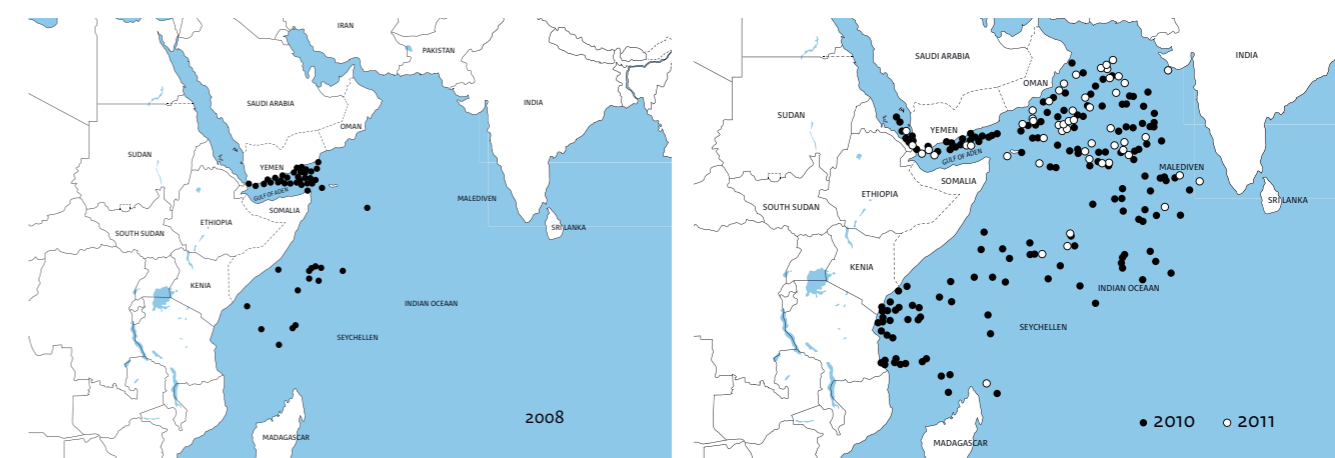 IRAN
PAKISTAN
SAUDI ARABIA
INDIA
OMAN
SUDAN
YEMEN
GULF OF ADEN
MALEDIVEN
SOMALIA
ETHIOPIA
SRI LANKA
SOUTH SUDAN
KENIA
INDIAN OCEAAN
SEYCHELLEN
2008
MADAGASCAR
SAUDI ARABIA
INDIA
OMAN
SUDAN
YEMEN
GULF OF ADEN
MALEDIVEN
SOMALIA
ETHIOPIA
SRI LANKA
SOUTH SUDAN
KENIA
INDIAN OCEAAN
SEYCHELLEN
2010 2011
MADAGASCAR